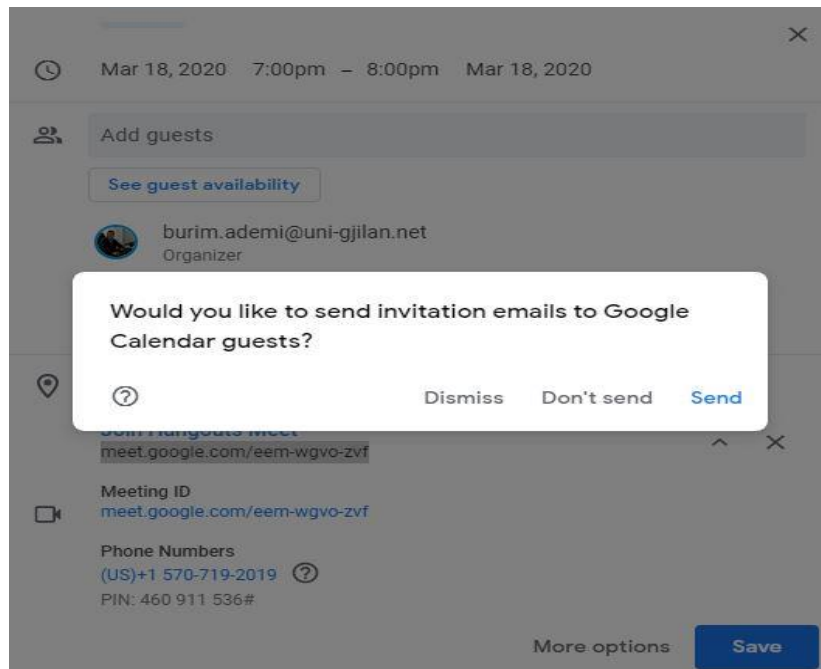 Mar 18, 2020 7:00pm – 8:00pm Mar 18, 2020
Add guests
See guest availability
burim.ademi@uni-gjilan.net
Organizer
Would you like to send invitation emails to Google
Calendar guests?
Dismiss Don't send Send
Join Hangouts Meet
meet.google.com/eem-wgvo-zvf
Meeting ID
meet.google.com/eem-wgvo-zvf
Phone Numbers
(US)+1 570-719-2019
PIN: 460 911 536#
More options Save